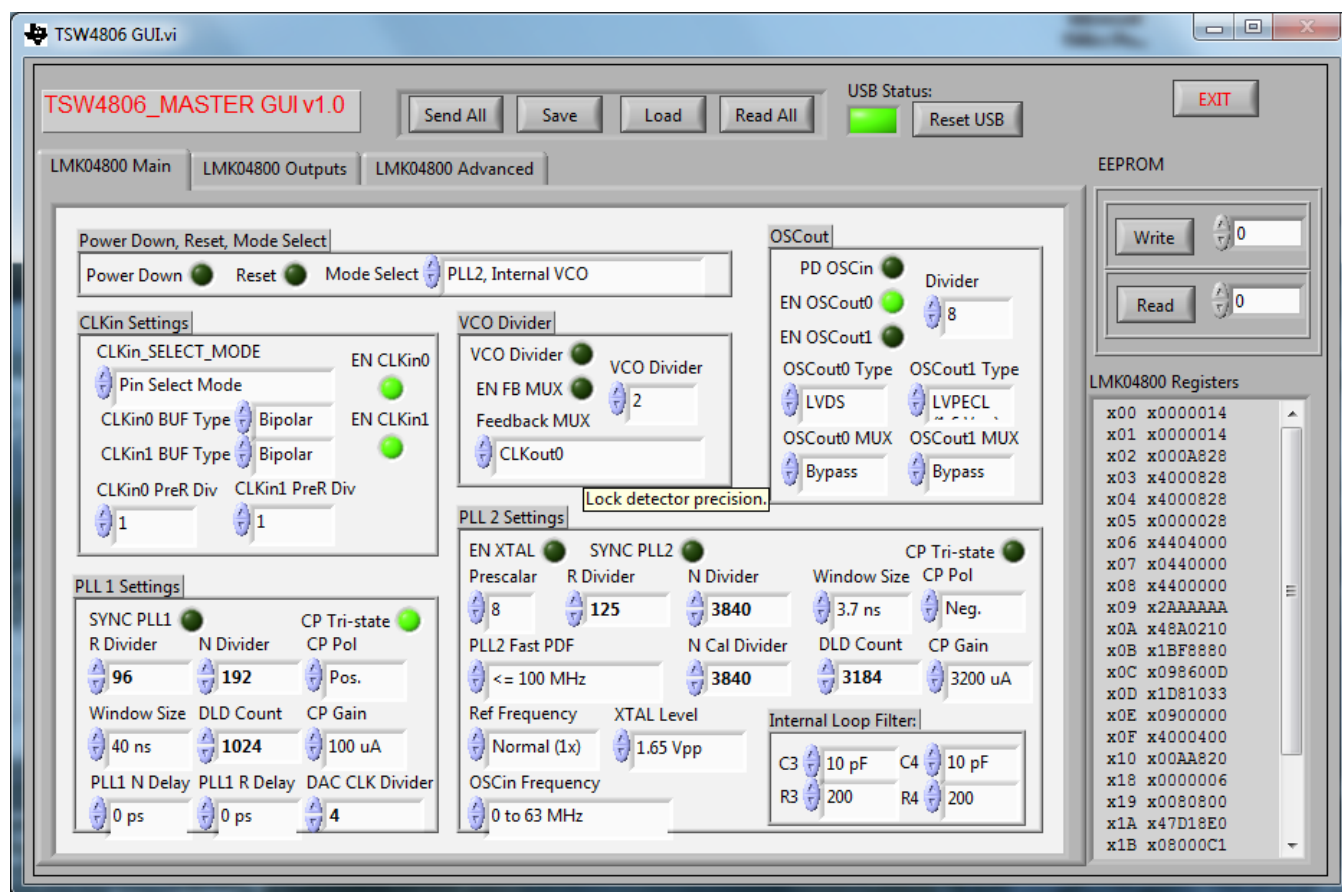 TSW4806 GUI.vi
TSW4806_MASTER GUI v1.0
Send All
Save
Load
Read All
USB Status:
Reset USB
EXIT
LMK04800 Main
LMK04800 Outputs
LMK04800 Advanced
EEPROM
Write
0
Read
0
Power Down, Reset, Mode Select
Power Down
Reset
Mode Select
PLL2, Internal VCO
CLKin Settings
CLKin_SELECT_MODE
EN CLKin0
Pin Select Mode
CLKin0 BUF Type
Bipolar
EN CLKin1
CLKin1 BUF Type
Bipolar
CLKin0 PreR Div
CLKin1 PreR Div
1
1
VCO Divider
VCO Divider
VCO Divider
EN FB MUX
2
Feedback MUX
CLKout0
Lock detector precision.
OSCout
PD OSCin
Divider
EN OSCout0
8
EN OSCout1
OSCout0 Type
OSCout1 Type
LVDS
LVPECL
OSCout0 MUX
OSCout1 MUX
Bypass
Bypass
PLL 1 Settings
SYNC PLL1
CP Tri-state
R Divider
N Divider
CP Pol
96
192
Pos.
Window Size
DLD Count
CP Gain
40 ns
1024
100 uA
PLL1 N Delay
PLL1 R Delay
DAC CLK Divider
0 ps
0 ps
4
PLL 2 Settings
EN XTAL
SYNC PLL2
CP Tri-state
Prescalar
R Divider
N Divider
Window Size
CP Pol
8
125
3840
3.7 ns
Neg.
PLL2 Fast PDF
N Cal Divider
DLD Count
CP Gain
<= 100 MHz
3840
3184
3200 uA
Ref Frequency
XTAL Level
Normal (1x)
1.65 Vpp
OSCin Frequency
0 to 63 MHz
Internal Loop Filter:
C3
10 pF
C4
10 pF
R3
200
R4
200
LMK04800 Registers
x00 x0000014
x01 x0000014
x02 x000A828
x03 x4000828
x04 x4000828
x05 x0000028
x06 x4404000
x07 x0440000
x08 x4400000
x09 x2AAAAAA
x0A x48A0210
x0B x1BF8880
x0C x098600D
x0D x1D81033
x0E x0900000
x0F x4000400
x10 x00AA820
x18 x0000006
x19 x0080800
x1A x47D18E0
x1B x08000C1